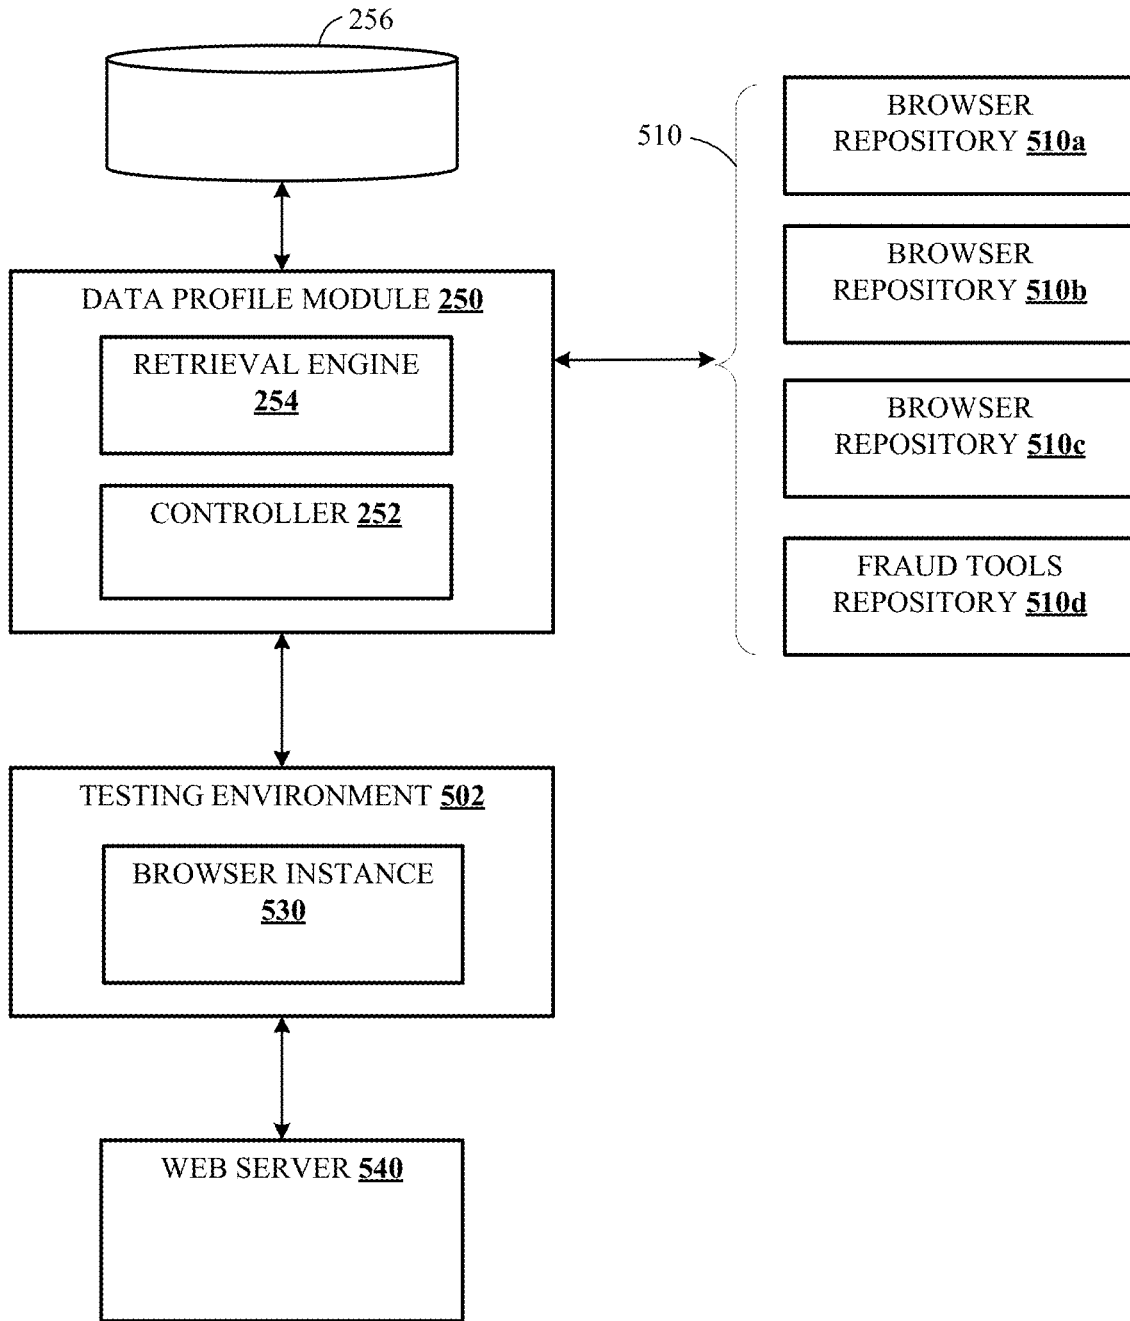 256
510
BROWSER
REPOSITORY 510a
BROWSER
REPOSITORY 510b
BROWSER
REPOSITORY 510c
FRAUD TOOLS
REPOSITORY 510d
DATA PROFILE MODULE 250
RETRIEVAL ENGINE
254
CONTROLLER 252
TESTING ENVIRONMENT 502
BROWSER INSTANCE
530
WEB SERVER 540